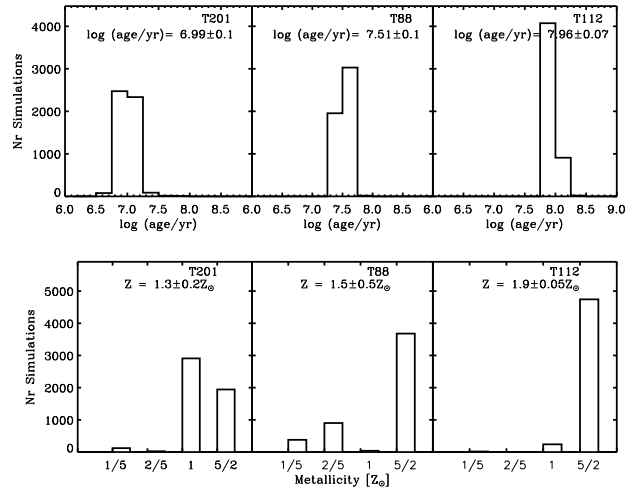 T201 T88 T112
log (age/yr)= 6.99±0.1 log (age/yr)= 7.51±0.1 log (age/yr)= 7.96±0.07
Nr Simulations
4000
3000
2000
1000
0
6.0 6.5 7.0 7.5 8.0 8.5 6.0 6.5 7.0 7.5 8.0 8.5 6.0 6.5 7.0 7.5 8.0 8.5 9.0
log (age/yr) log (age/yr) log (age/yr)
T201 T88 T112
Z = 1.3±0.2Z☉ Z = 1.5±0.5Z☉ Z = 1.9±0.05Z☉
Nr Simulations
5000
4000
3000
2000
1000
0
1/5 2/5 1 5/2 1/5 2/5 1 5/2 1/5 2/5 1 5/2
Metallicity [Z☉]